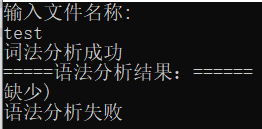 输入文件名称:
test
词法分析成功
=====语法分析结果：======
缺少)
语法分析失败